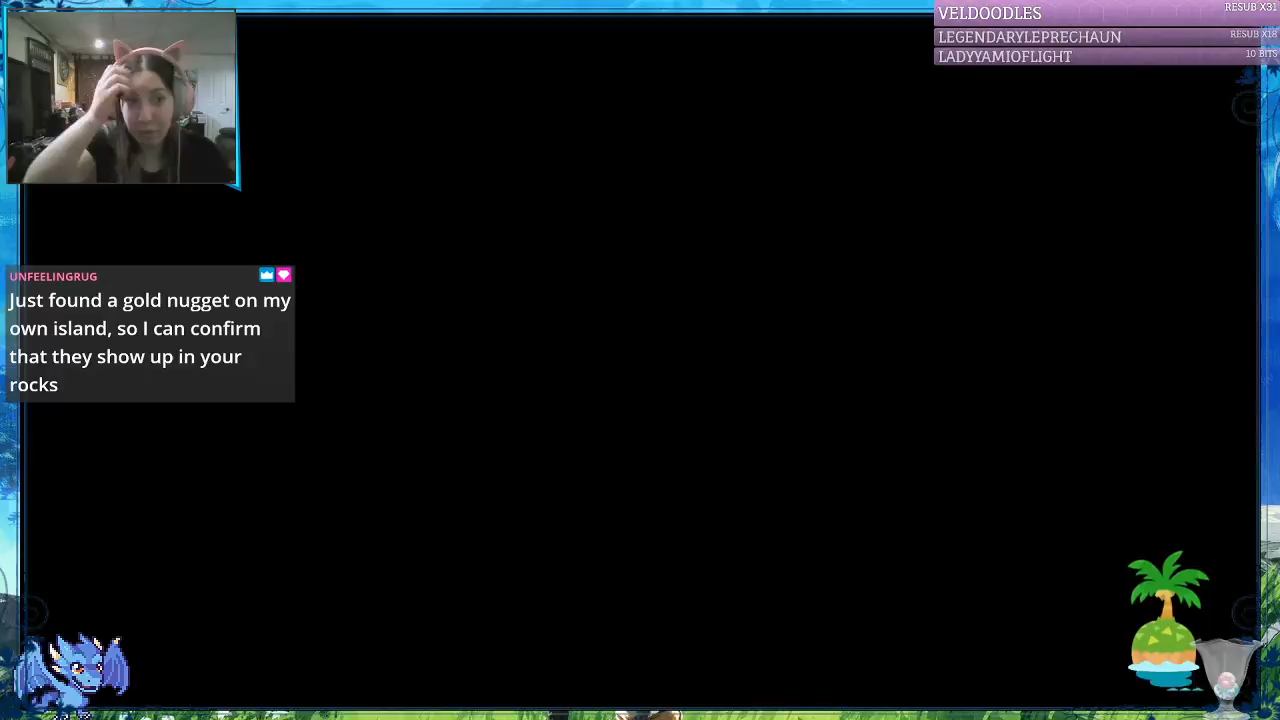 VELDOODLES RESUB X31
LEGENDARYLEPRECHAUN RESUB X18
LADYYAMIOFLIGHT 10 BITS
UNFEELINGRUG
Just found a gold nugget on my
own island, so I can confirm
that they show up in your
rocks